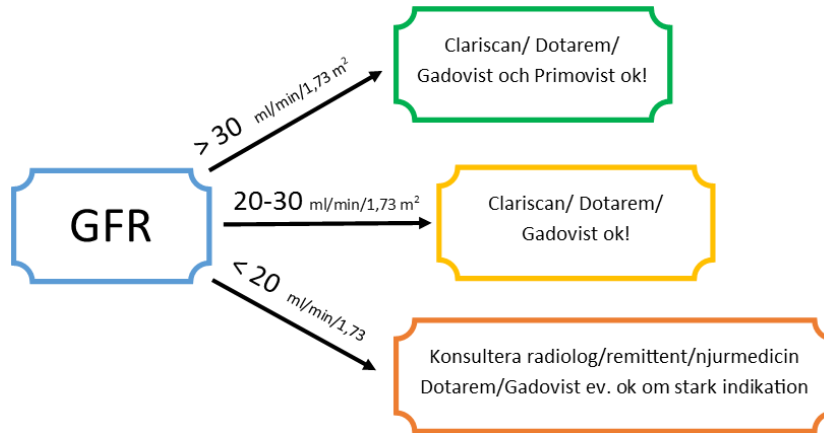 Clariscan/ Dotarem/
Gadovist och Primovist ok!
> 30 ml/min/1,73 m²
GFR
20-30 ml/min/1,73 m²
Clariscan/ Dotarem/
Gadovist ok!
< 20 ml/min/1,73
Konsultera radiolog/remittent/njurmedicin
Dotarem/Gadovist ev. ok om stark indikation